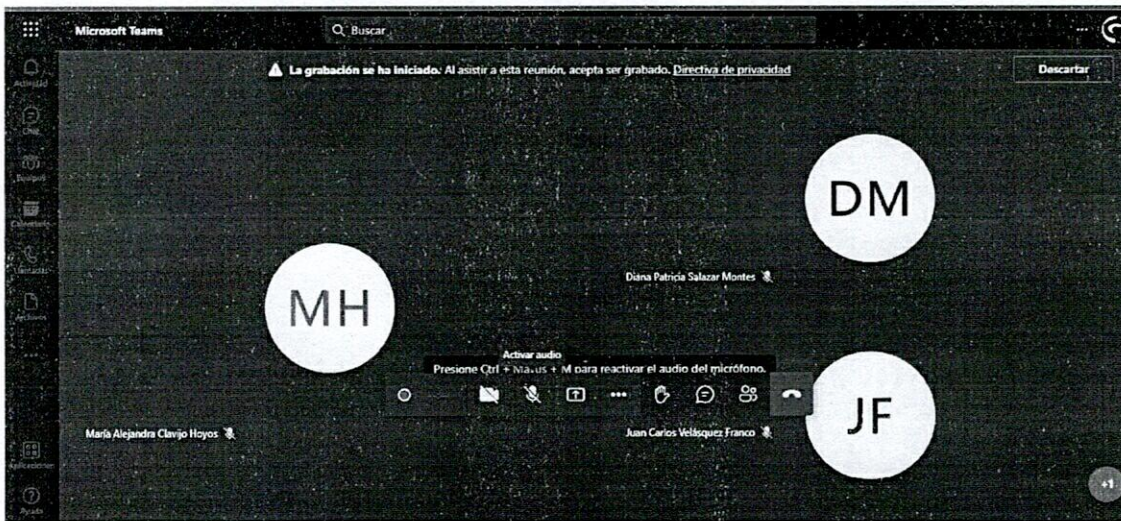 Microsoft Teams
Buscar
La grabación se ha iniciado. Al asistir a esta reunión, acepta ser grabado. Directiva de privacidad
Descartar
Actividad
Chat
Equipos
Calendario
Llamadas
Archivos
DM
Diana Patricia Salazar Montes
MH
Activar audio
Presione Ctrl + Mayús + M para reactivar el audio del micrófono.
JF
María Alejandra Clavijo Hoyos
Juan Carlos Velásquez Franco
Aplicaciones
+1
Ayuda